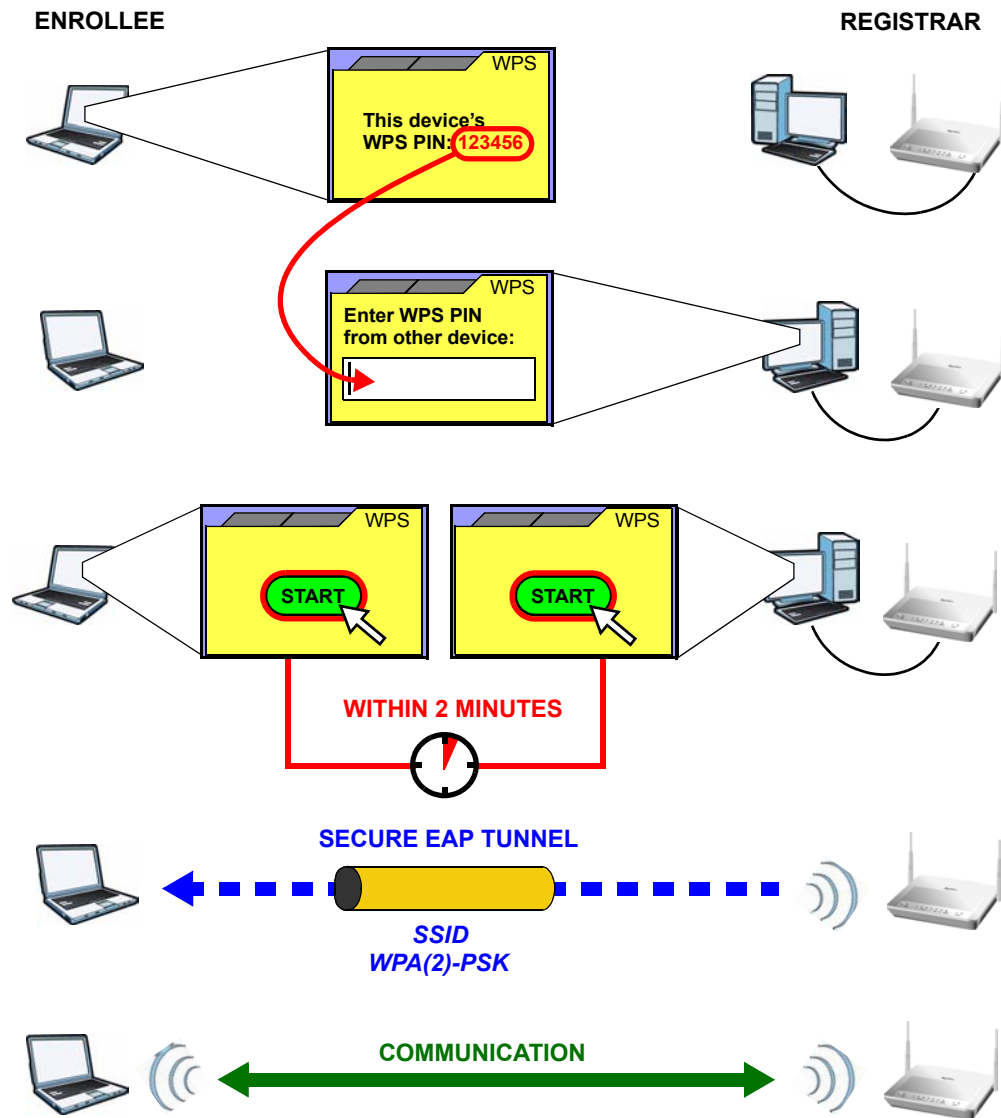 ENROLLEE
REGISTRAR
WPS
This device's
WPS PIN: 123456
WPS
Enter WPS PIN
from other device:
WPS
WPS
START
START
WITHIN 2 MINUTES
SECURE EAP TUNNEL
SSID
WPA(2)-PSK
COMMUNICATION